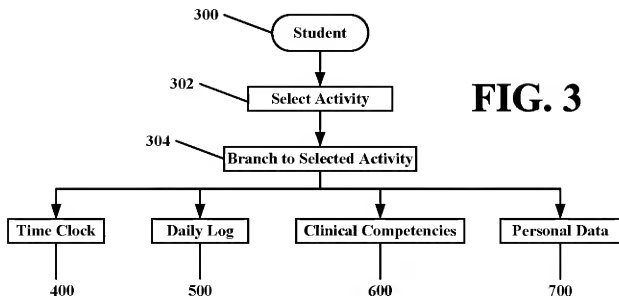 300
Student
302
Select Activity
FIG. 3
304
Branch to Selected Activity
Time Clock
Daily Log
Clinical Competencies
Personal Data
400
500
600
700